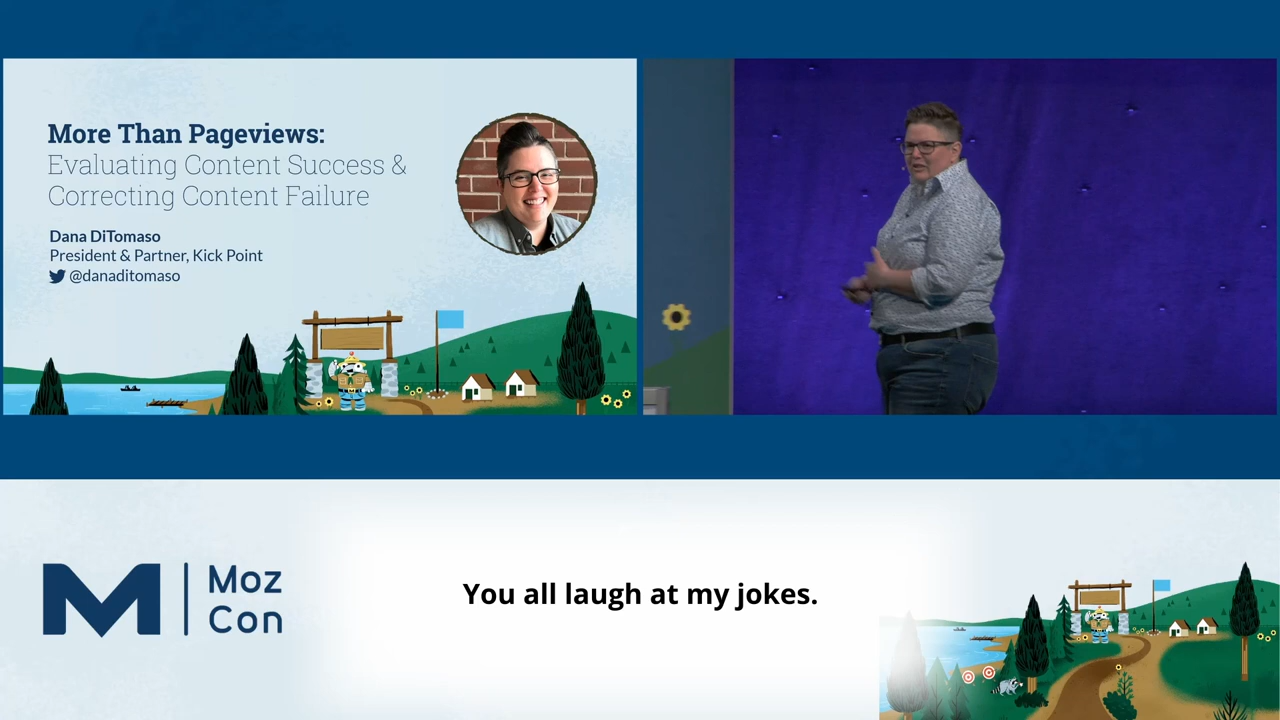 More Than Pageviews:
Evaluating Content Success &
Correcting Content Failure
Dana DiTomaso
President & Partner, Kick Point
@danaditomaso
Moz
Con
You all laugh at my jokes.